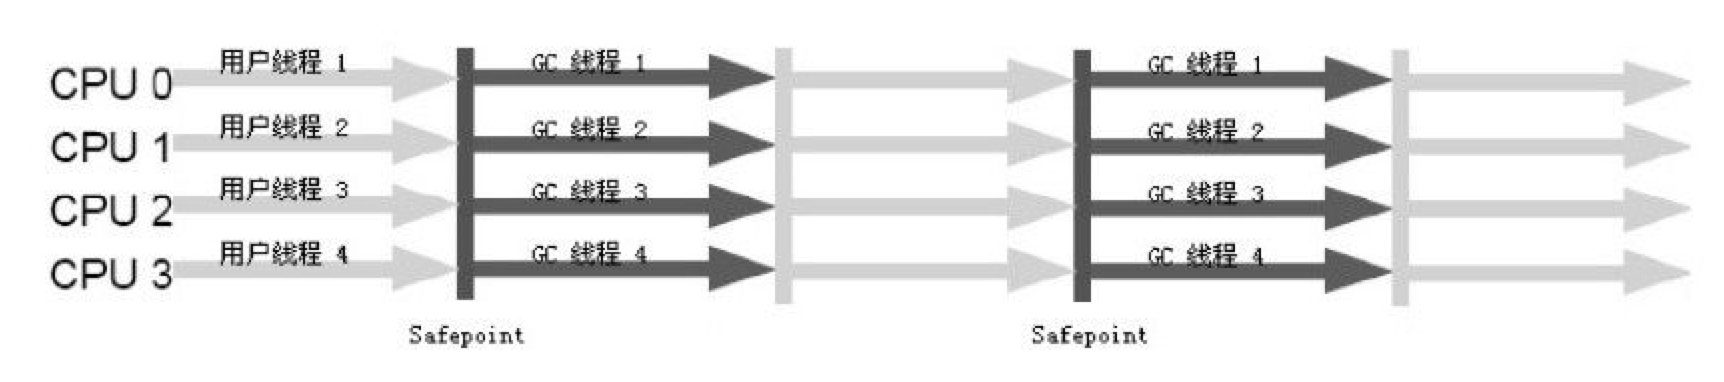 CPU 0 用户线程 1 GC 线程 1 GC 线程 1
CPU 1 用户线程 2 GC 线程 2 GC 线程 2
CPU 2 用户线程 3 GC 线程 3 GC 线程 3
CPU 3 用户线程 4 GC 线程 4 GC 线程 4
Safepoint Safepoint